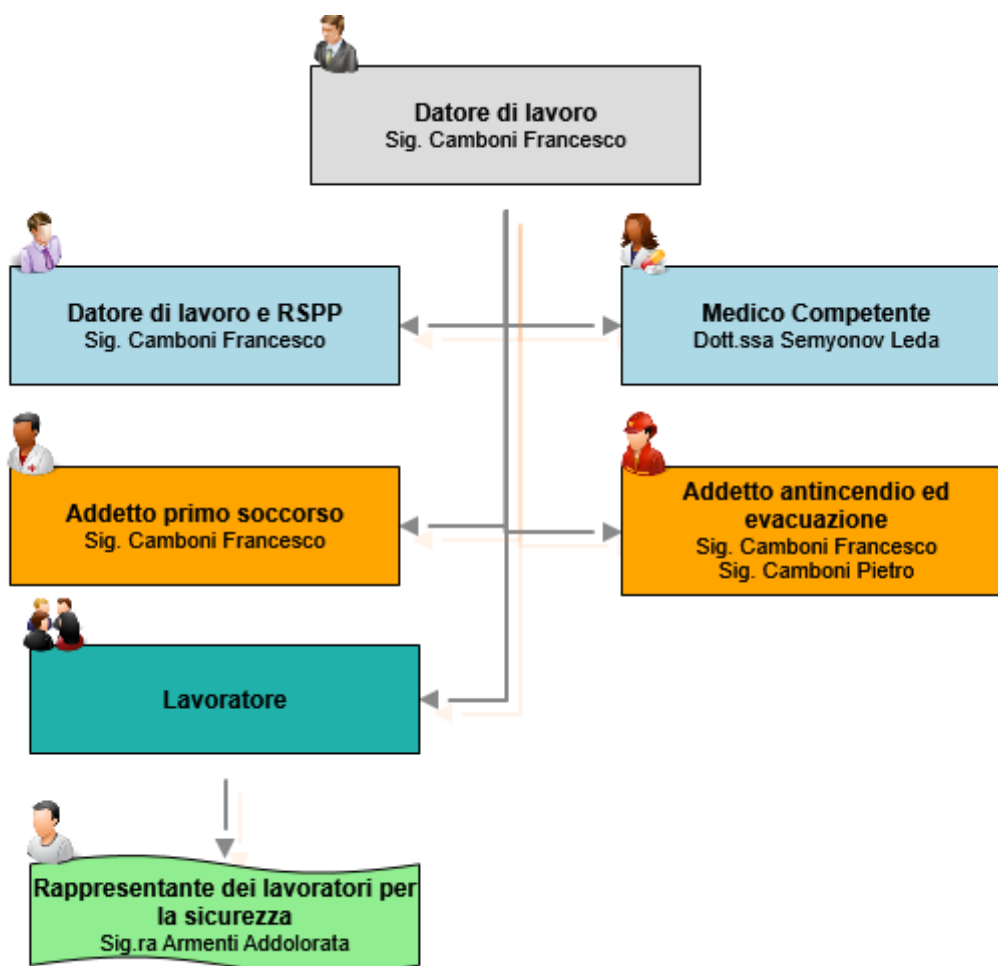 Datore di lavoro
Sig. Camboni Francesco
Datore di lavoro e RSPP
Sig. Camboni Francesco
Medico Competente
Dott.ssa Semyonov Leda
Addetto primo soccorso
Sig. Camboni Francesco
Addetto antincendio ed
evacuazione
Sig. Camboni Francesco
Sig. Camboni Pietro
Lavoratore
Rappresentante dei lavoratori per
la sicurezza
Sig.ra Armenti Addolorata